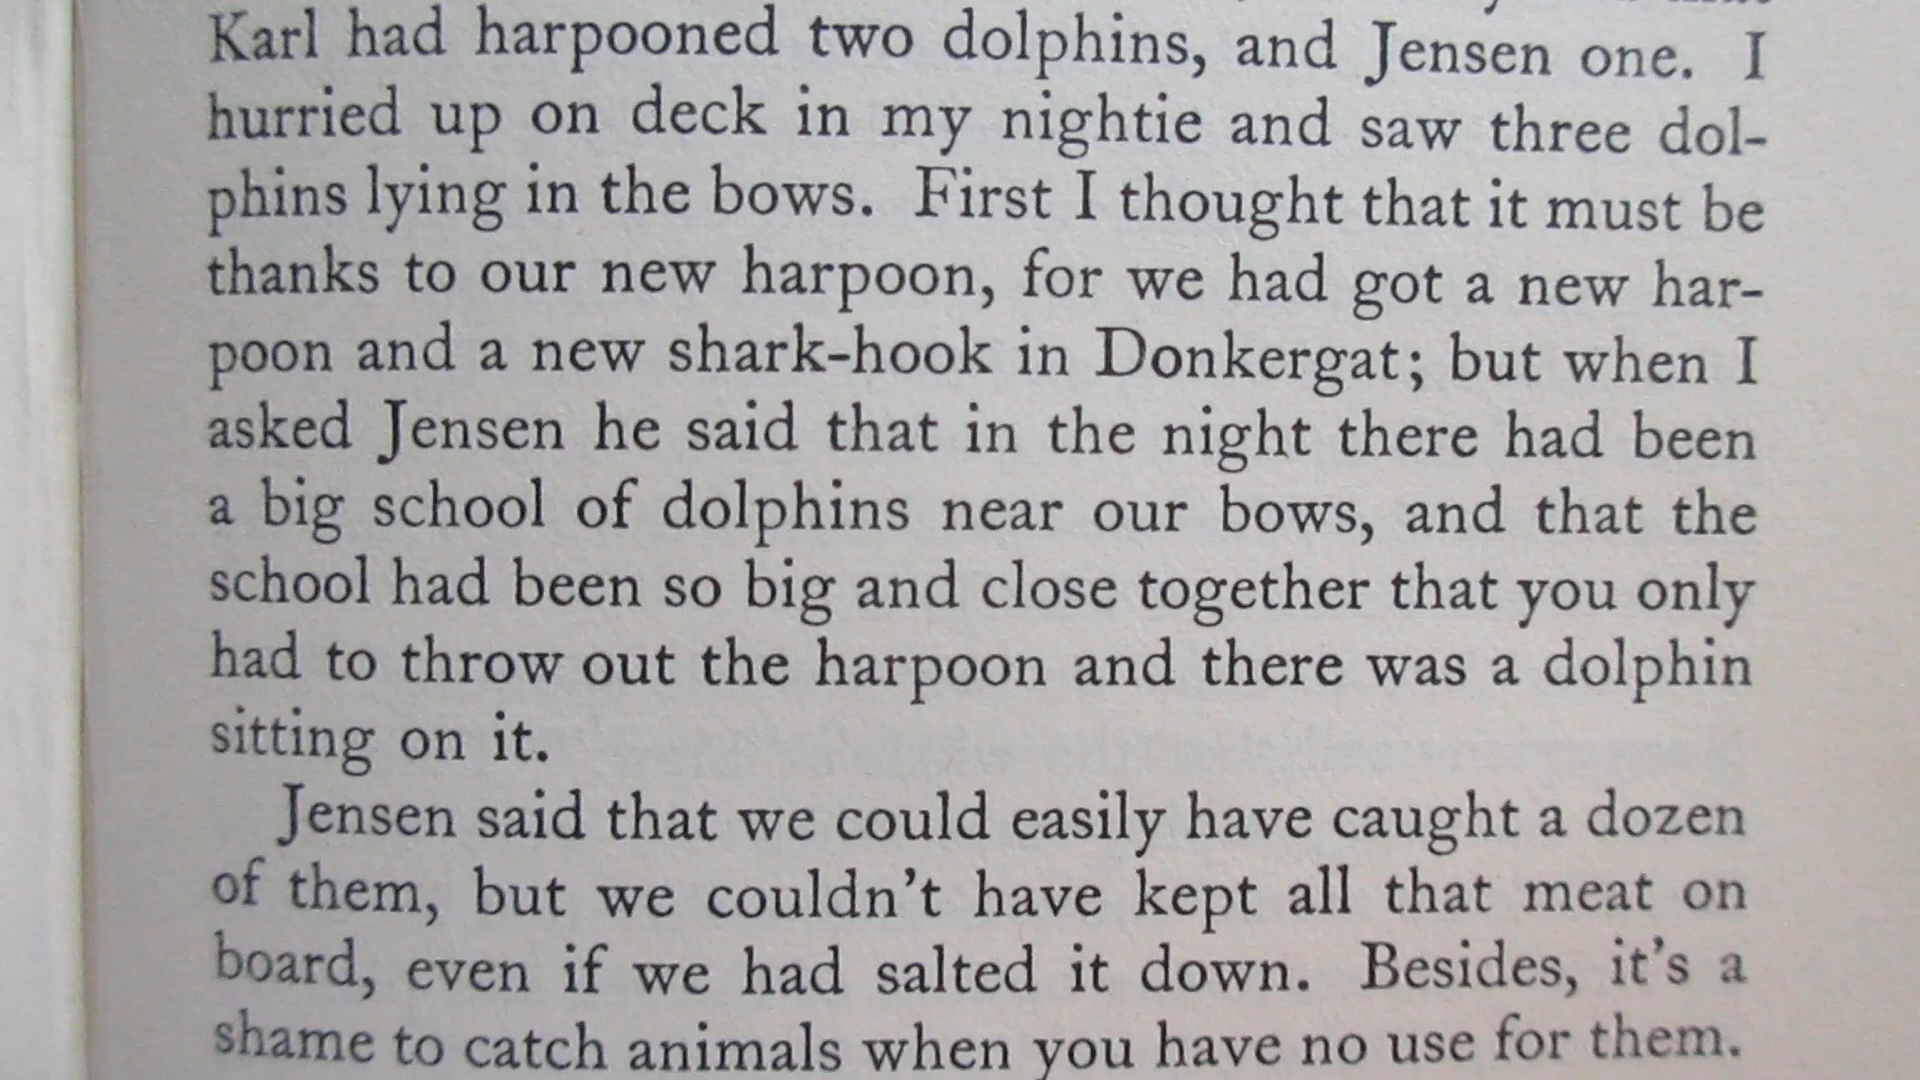 Karl had harpooned two dolphins, and Jensen one. I
hurried up on deck in my nightie and saw three dol-
phins lying in the bows. First I thought that it must be
thanks to our new harpoon, for we had got a new har-
poon and a new shark-hook in Donkergat; but when I
asked Jensen he said that in the night there had been
a big school of dolphins near our bows, and that the
school had been so big and close together that you only
had to throw out the harpoon and there was a dolphin
sitting on it.
Jensen said that we could easily have caught a dozen
of them, but we couldn't have kept all that meat on
board, even if we had salted it down. Besides, it's a
shame to catch animals when you have no use for them.